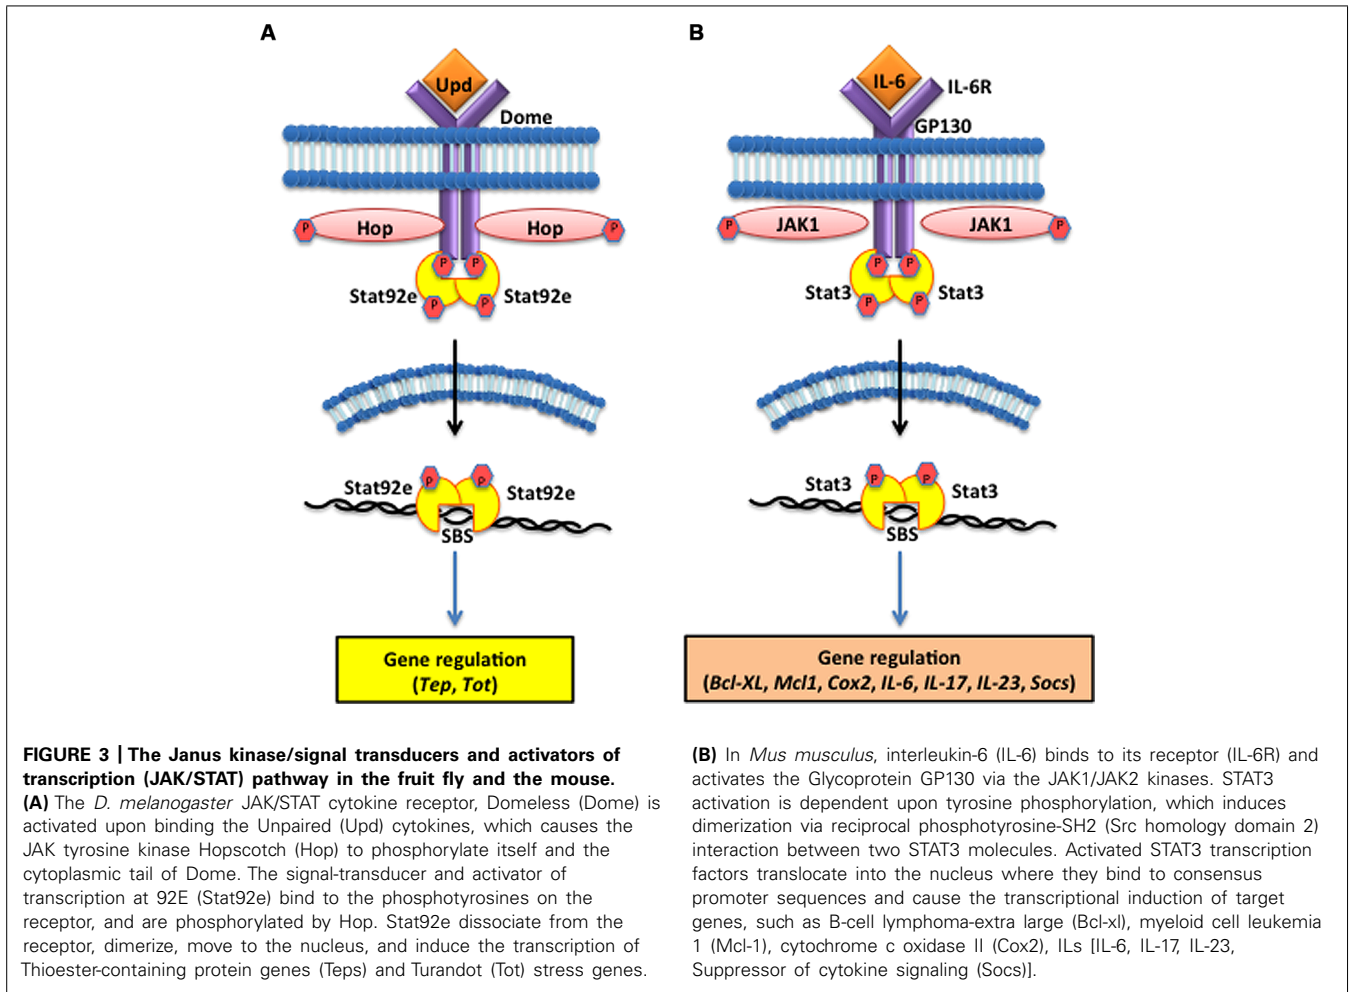 A
Upd
Dome
Hop
Hop
P
P
P
P
Stat92e
Stat92e
P
P
Stat92e
Stat92e
P
P
SBS
Gene regulation
(Tep, Tot)
B
IL-6
IL-6R
GP130
JAK1
JAK1
P
P
P
P
Stat3
Stat3
P
P
Stat3
Stat3
P
P
SBS
Gene regulation
(Bcl-XL, Mcl1, Cox2, IL-6, IL-17, IL-23, Socs)
FIGURE 3 | The Janus kinase/signal transducers and activators of
transcription (JAK/STAT) pathway in the fruit fly and the mouse.
(A) The D. melanogaster JAK/STAT cytokine receptor, Domeless (Dome) is
activated upon binding the Unpaired (Upd) cytokines, which causes the
JAK tyrosine kinase Hopscotch (Hop) to phosphorylate itself and the
cytoplasmic tail of Dome. The signal-transducer and activator of
transcription at 92E (Stat92e) bind to the phosphotyrosines on the
receptor, and are phosphorylated by Hop. Stat92e dissociate from the
receptor, dimerize, move to the nucleus, and induce the transcription of
Thioester-containing protein genes (Teps) and Turandot (Tot) stress genes.
(B) In Mus musculus, interleukin-6 (IL-6) binds to its receptor (IL-6R) and
activates the Glycoprotein GP130 via the JAK1/JAK2 kinases. STAT3
activation is dependent upon tyrosine phosphorylation, which induces
dimerization via reciprocal phosphotyrosine-SH2 (Src homology domain 2)
interaction between two STAT3 molecules. Activated STAT3 transcription
factors translocate into the nucleus where they bind to consensus
promoter sequences and cause the transcriptional induction of target
genes, such as B-cell lymphoma-extra large (Bcl-xl), myeloid cell leukemia
1 (Mcl-1), cytochrome c oxidase II (Cox2), ILs [IL-6, IL-17, IL-23,
Suppressor of cytokine signaling (Socs)].